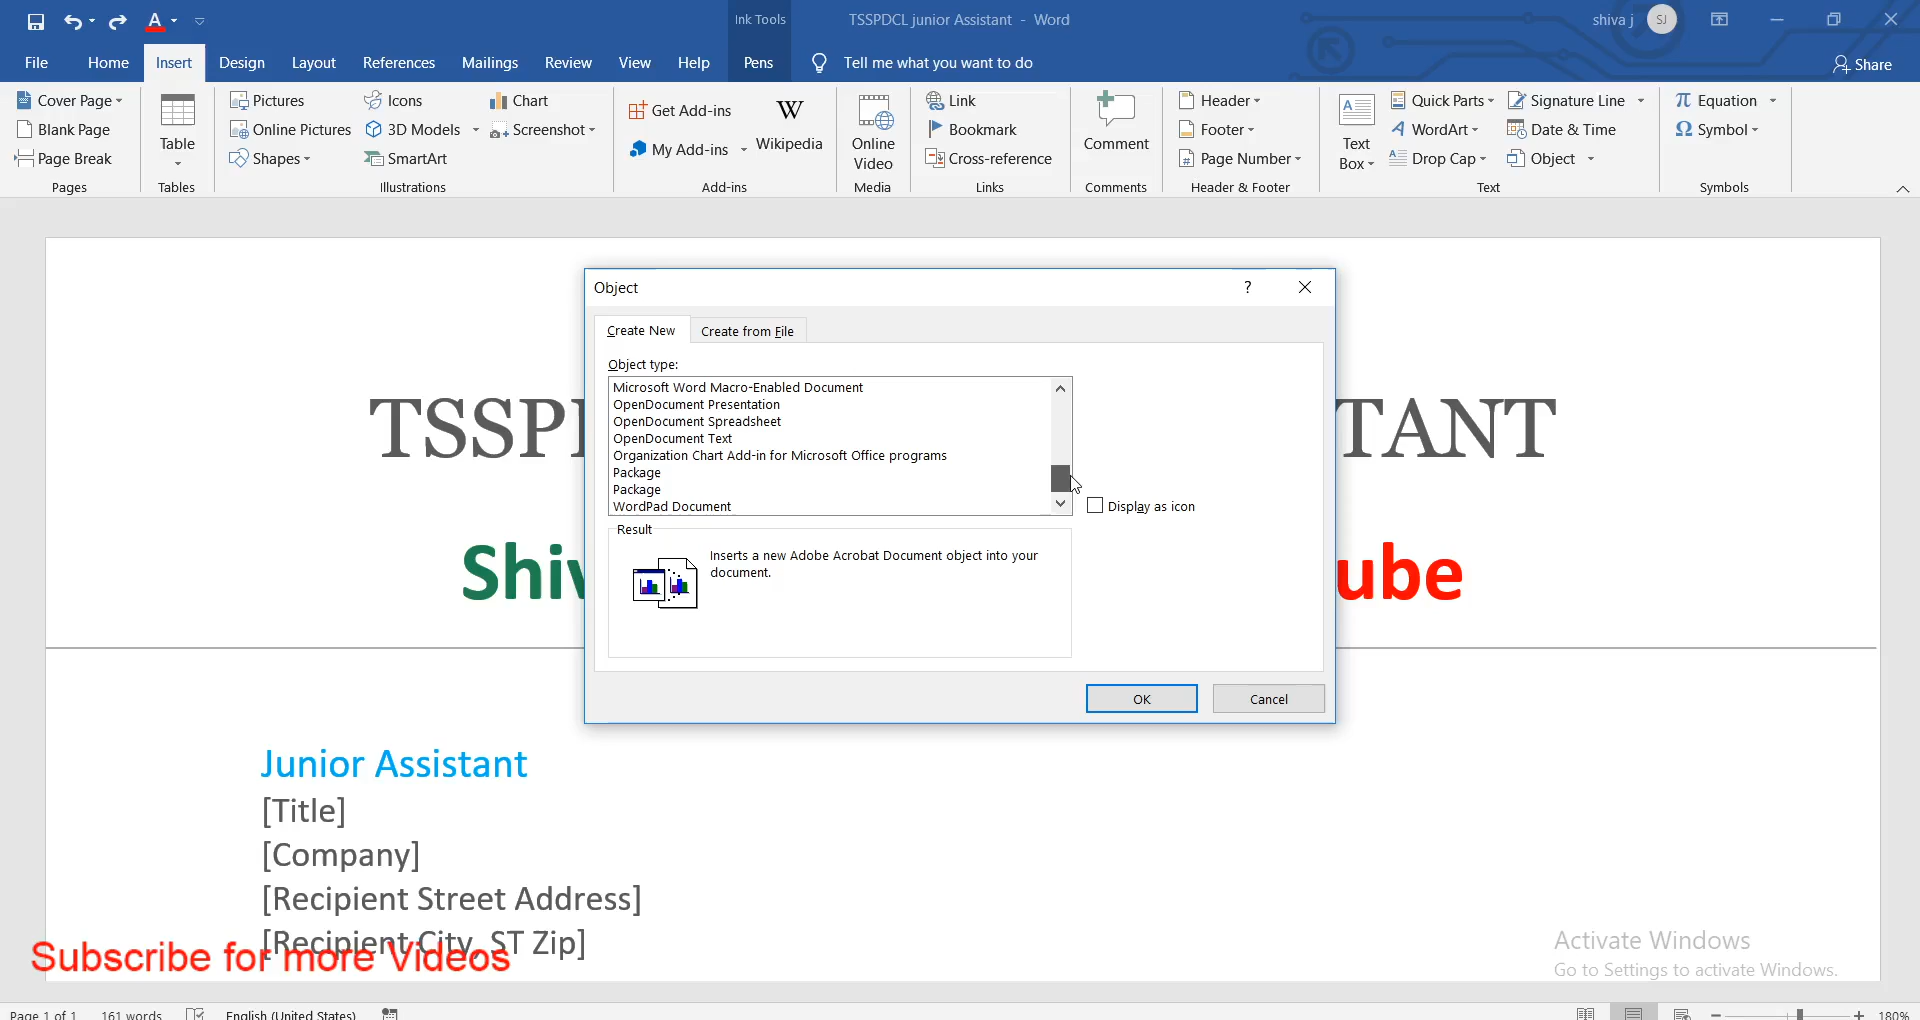 Ink Tools
TSSPDCL junior Assistant - Word
shiva j
SJ
File Home Insert Design Layout References Mailings Review View Help Pens Tell me what you want to do
Share
Cover Page
Blank Page
Page Break
Pages
Table
Tables
Pictures
Online Pictures
Shapes
Icons
3D Models
SmartArt
Chart
Screenshot
Illustrations
Get Add-ins
My Add-ins
Wikipedia
Add-ins
Online
Video
Media
Link
Bookmark
Cross-reference
Links
Comment
Comments
Header
Footer
Page Number
Header & Footer
Text
Box
Quick Parts
WordArt
Drop Cap
Signature Line
Date & Time
Object
Text
Equation
Symbol
Symbols
Object
Create New
Create from File
Object type:
Microsoft Word Macro-Enabled Document
OpenDocument Presentation
OpenDocument Spreadsheet
OpenDocument Text
Organization Chart Add-in for Microsoft Office programs
Package
Package
WordPad Document
Display as icon
Result
Inserts a new Adobe Acrobat Document object into your
document.
OK
Cancel
TSSP TANT
Shiv ube
Junior Assistant
[Title]
[Company]
[Recipient Street Address]
[Recipient City, ST Zip]
Subscribe for more Videos
Activate Windows
Go to Settings to activate Windows.
Page 1 of 1 161 words English (United States)
180%